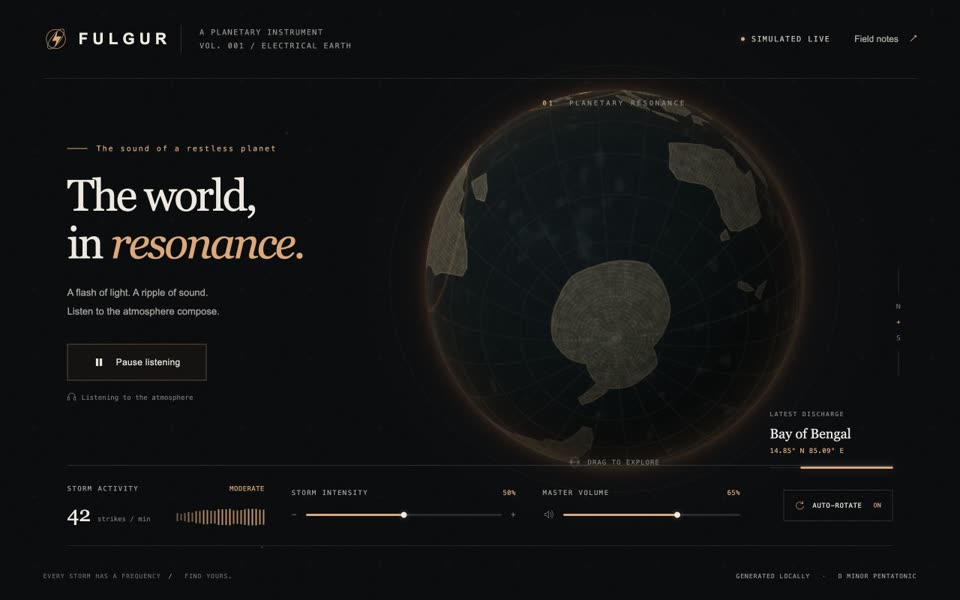 FULGUR
A PLANETARY INSTRUMENT
VOL. 001 / ELECTRICAL EARTH
SIMULATED LIVE
Field notes ↗
01 PLANETARY RESONANCE
The sound of a restless planet
The world,
in resonance.
A flash of light. A ripple of sound.
Listen to the atmosphere compose.
Pause listening
Listening to the atmosphere
N
S
LATEST DISCHARGE
Bay of Bengal
14.85° N 85.09° E
DRAG TO EXPLORE
STORM ACTIVITY MODERATE
42 strikes / min
STORM INTENSITY 50%
− +
MASTER VOLUME 65%
AUTO-ROTATE ON
EVERY STORM HAS A FREQUENCY / FIND YOURS.
GENERATED LOCALLY · D MINOR PENTATONIC